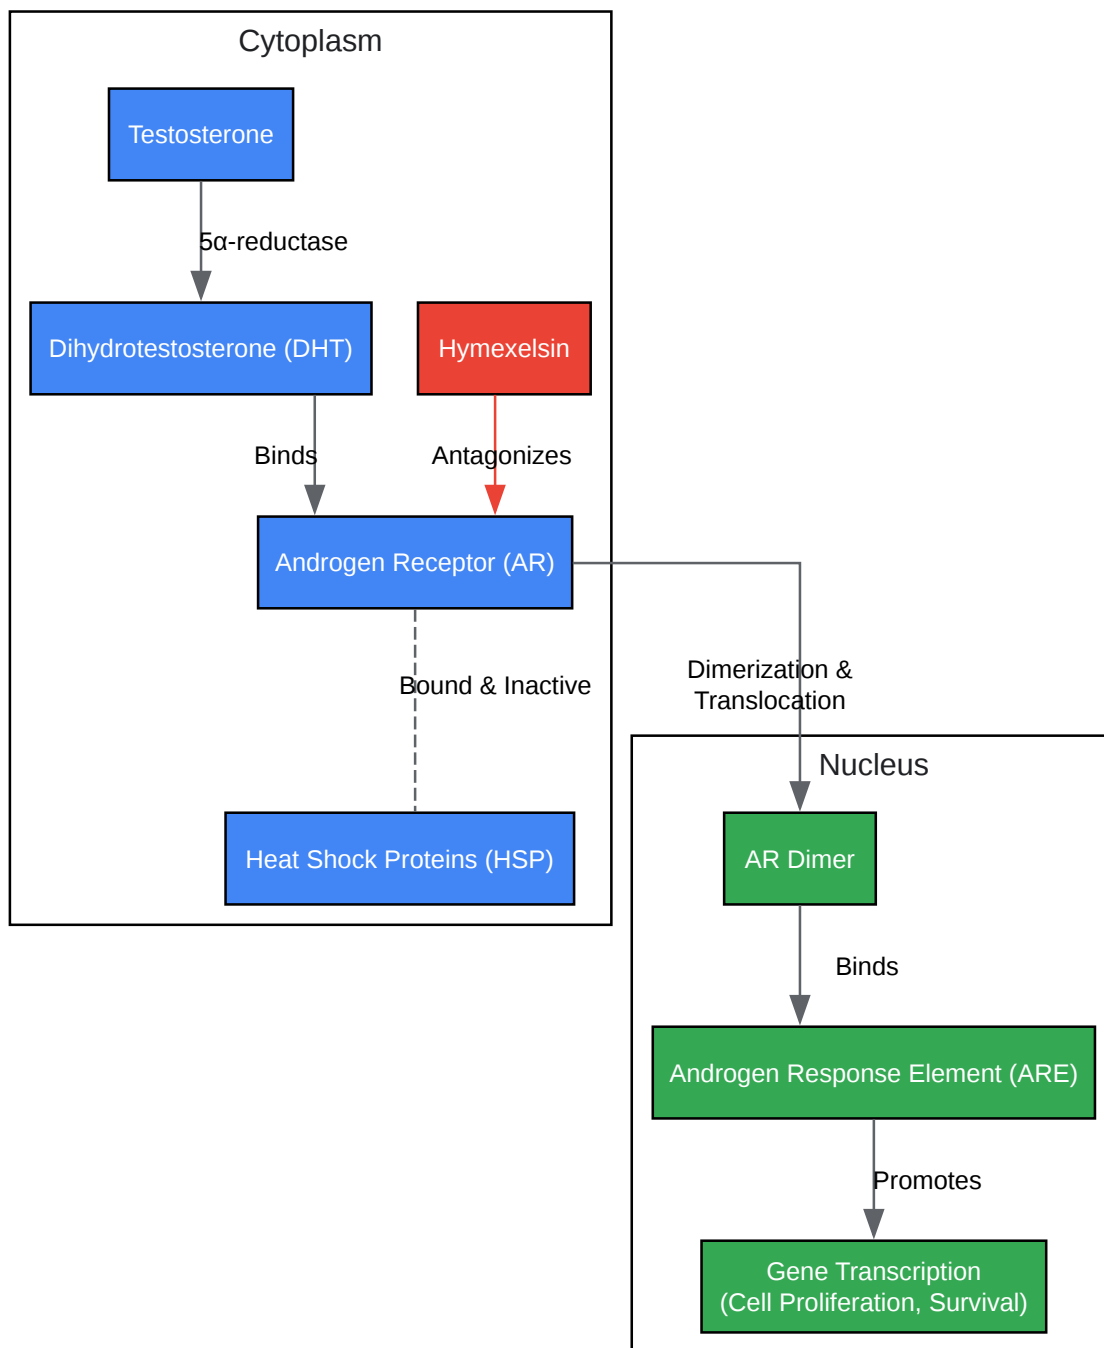 Cytoplasm
Testosterone
5α-reductase
Dihydrotestosterone (DHT)
Hymexelsin
Binds
Antagonizes
Androgen Receptor (AR)
Bound & Inactive
Dimerization &
Translocation
Nucleus
Heat Shock Proteins (HSP)
AR Dimer
Binds
Androgen Response Element (ARE)
Promotes
Gene Transcription
(Cell Proliferation, Survival)